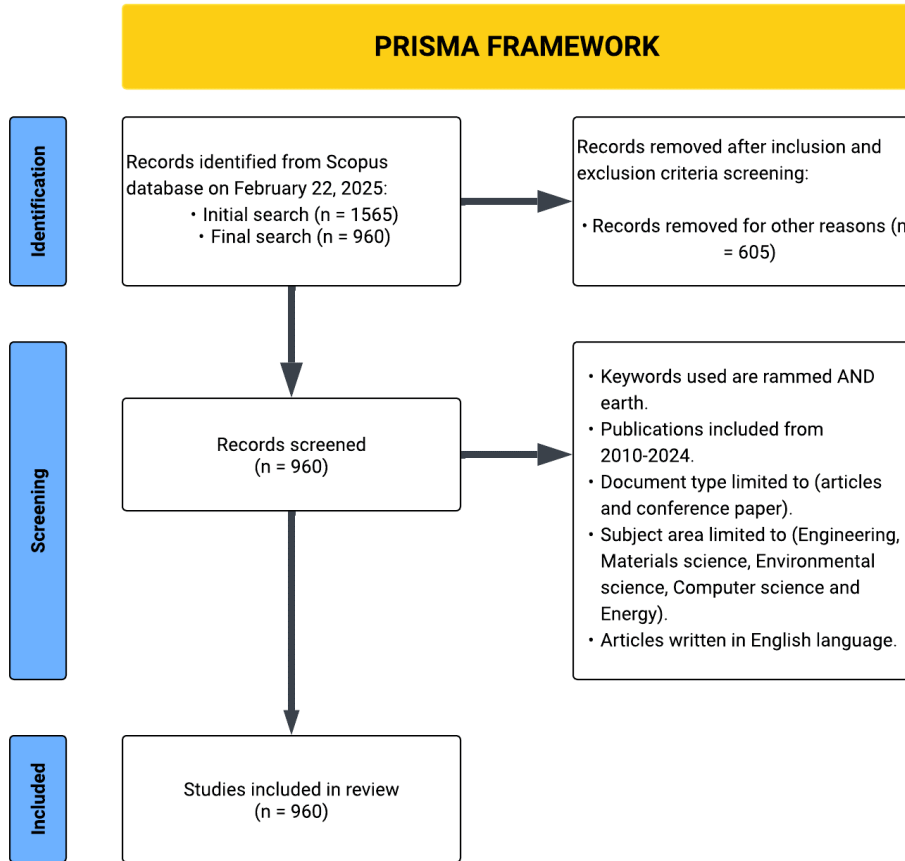 PRISMA FRAMEWORK
Identification
Records identified from Scopus
database on February 22, 2025:
• Initial search (n = 1565)
• Final search (n = 960)
Records removed after inclusion and
exclusion criteria screening:
• Records removed for other reasons (n
= 605)
Screening
Records screened
(n = 960)
• Keywords used are rammed AND
earth.
• Publications included from
2010-2024.
• Document type limited to (articles
and conference paper).
• Subject area limited to (Engineering,
Materials science, Environmental
science, Computer science and
Energy).
• Articles written in English language.
Included
Studies included in review
(n = 960)